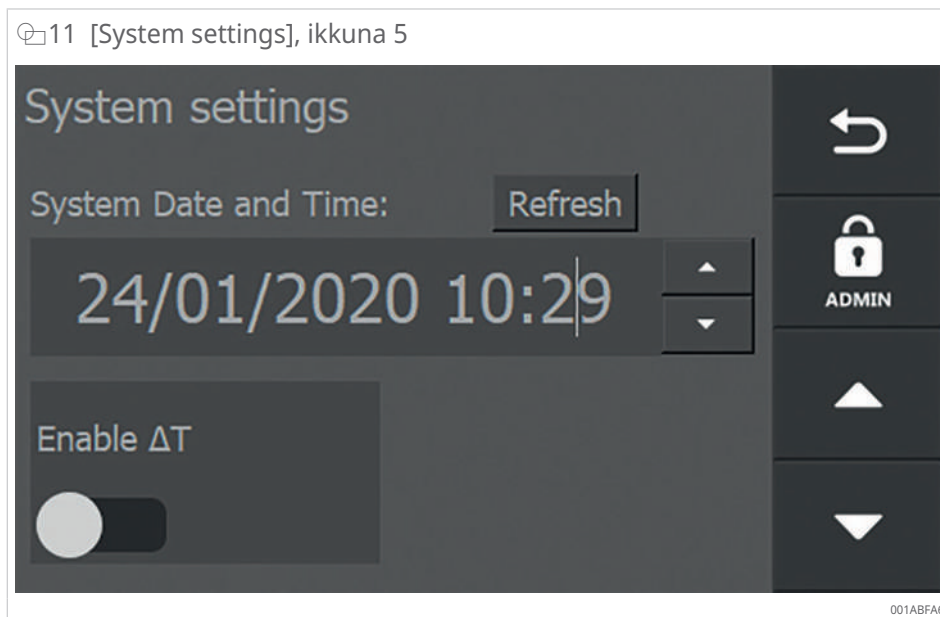 11 [System settings], ikkuna 5
System settings
System Date and Time:
Refresh
24/01/2020 10:29
ADMIN
Enable ΔT